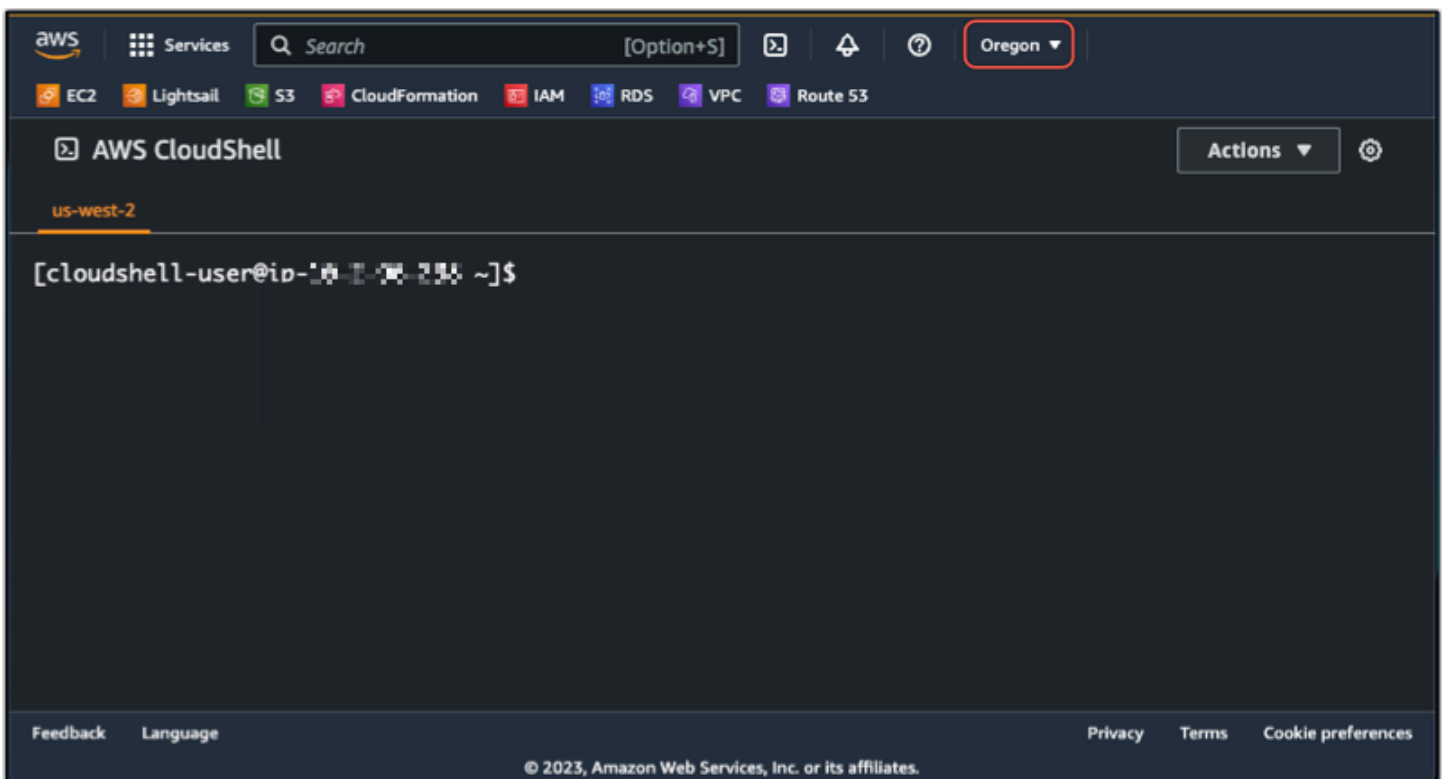 aws Services Search [Option+S] Oregon
EC2 Lightsail S3 CloudFormation IAM RDS VPC Route 53
AWS CloudShell Actions
us-west-2
[cloudshell-user@ip- ~]$
Feedback Language Privacy Terms Cookie preferences
© 2023, Amazon Web Services, Inc. or its affiliates.